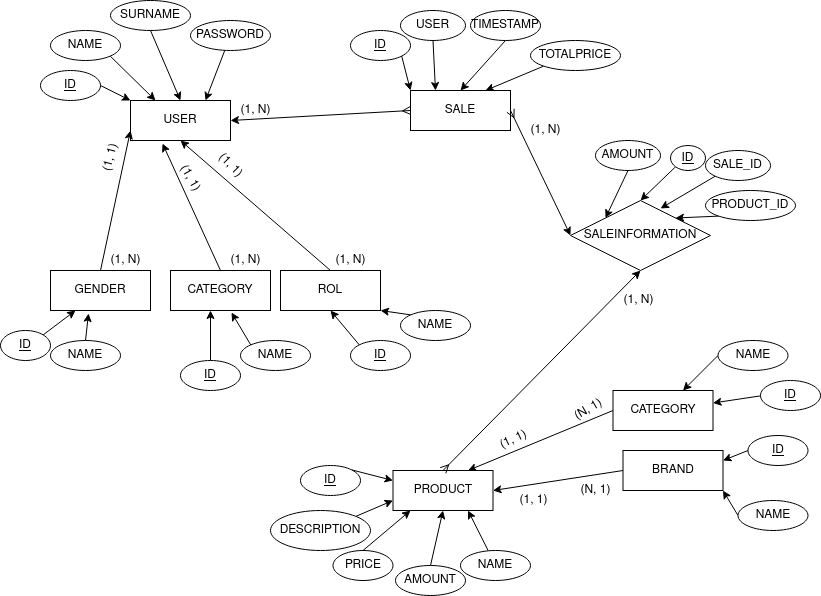 SURNAME
NAME
PASSWORD
ID
USER
USER
TIMESTAMP
ID
TOTALPRICE
SALE
(1, N)
(1, N)
AMOUNT
ID
SALE_ID
PRODUCT_ID
SALEINFORMATION
(1, 1)
(1, 1)
(1, 1)
(1, N)
(1, N)
(1, N)
GENDER
CATEGORY
ROL
ID
NAME
ID
NAME
ID
NAME
(1, N)
NAME
ID
CATEGORY
(N, 1)
(1, 1)
BRAND
ID
NAME
(N, 1)
(1, 1)
PRODUCT
ID
DESCRIPTION
PRICE
AMOUNT
NAME